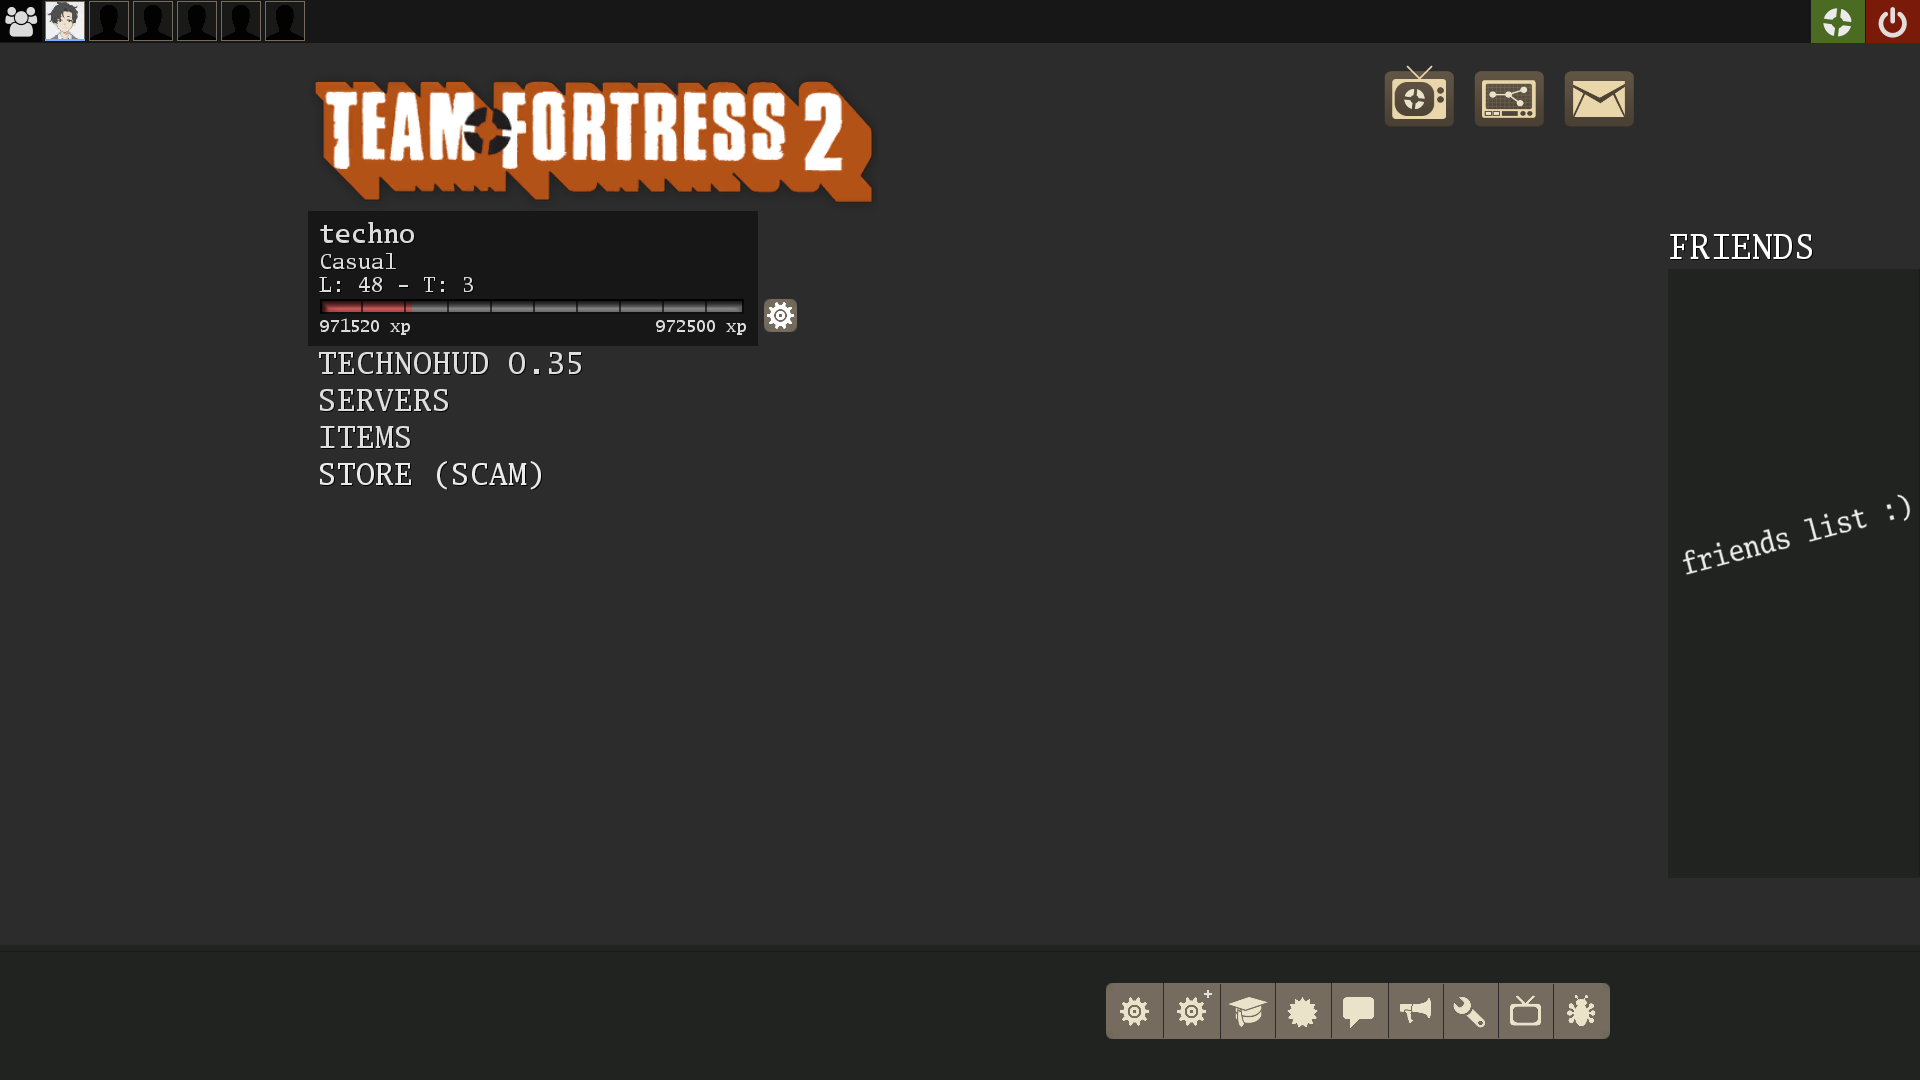 TEAM FORTRESS 2
techno
Casual
L: 48 - T: 3
971520 xp 972500 xp
TECHNOHUD 0.35
SERVERS
ITEMS
STORE (SCAM)
FRIENDS
friends list :)